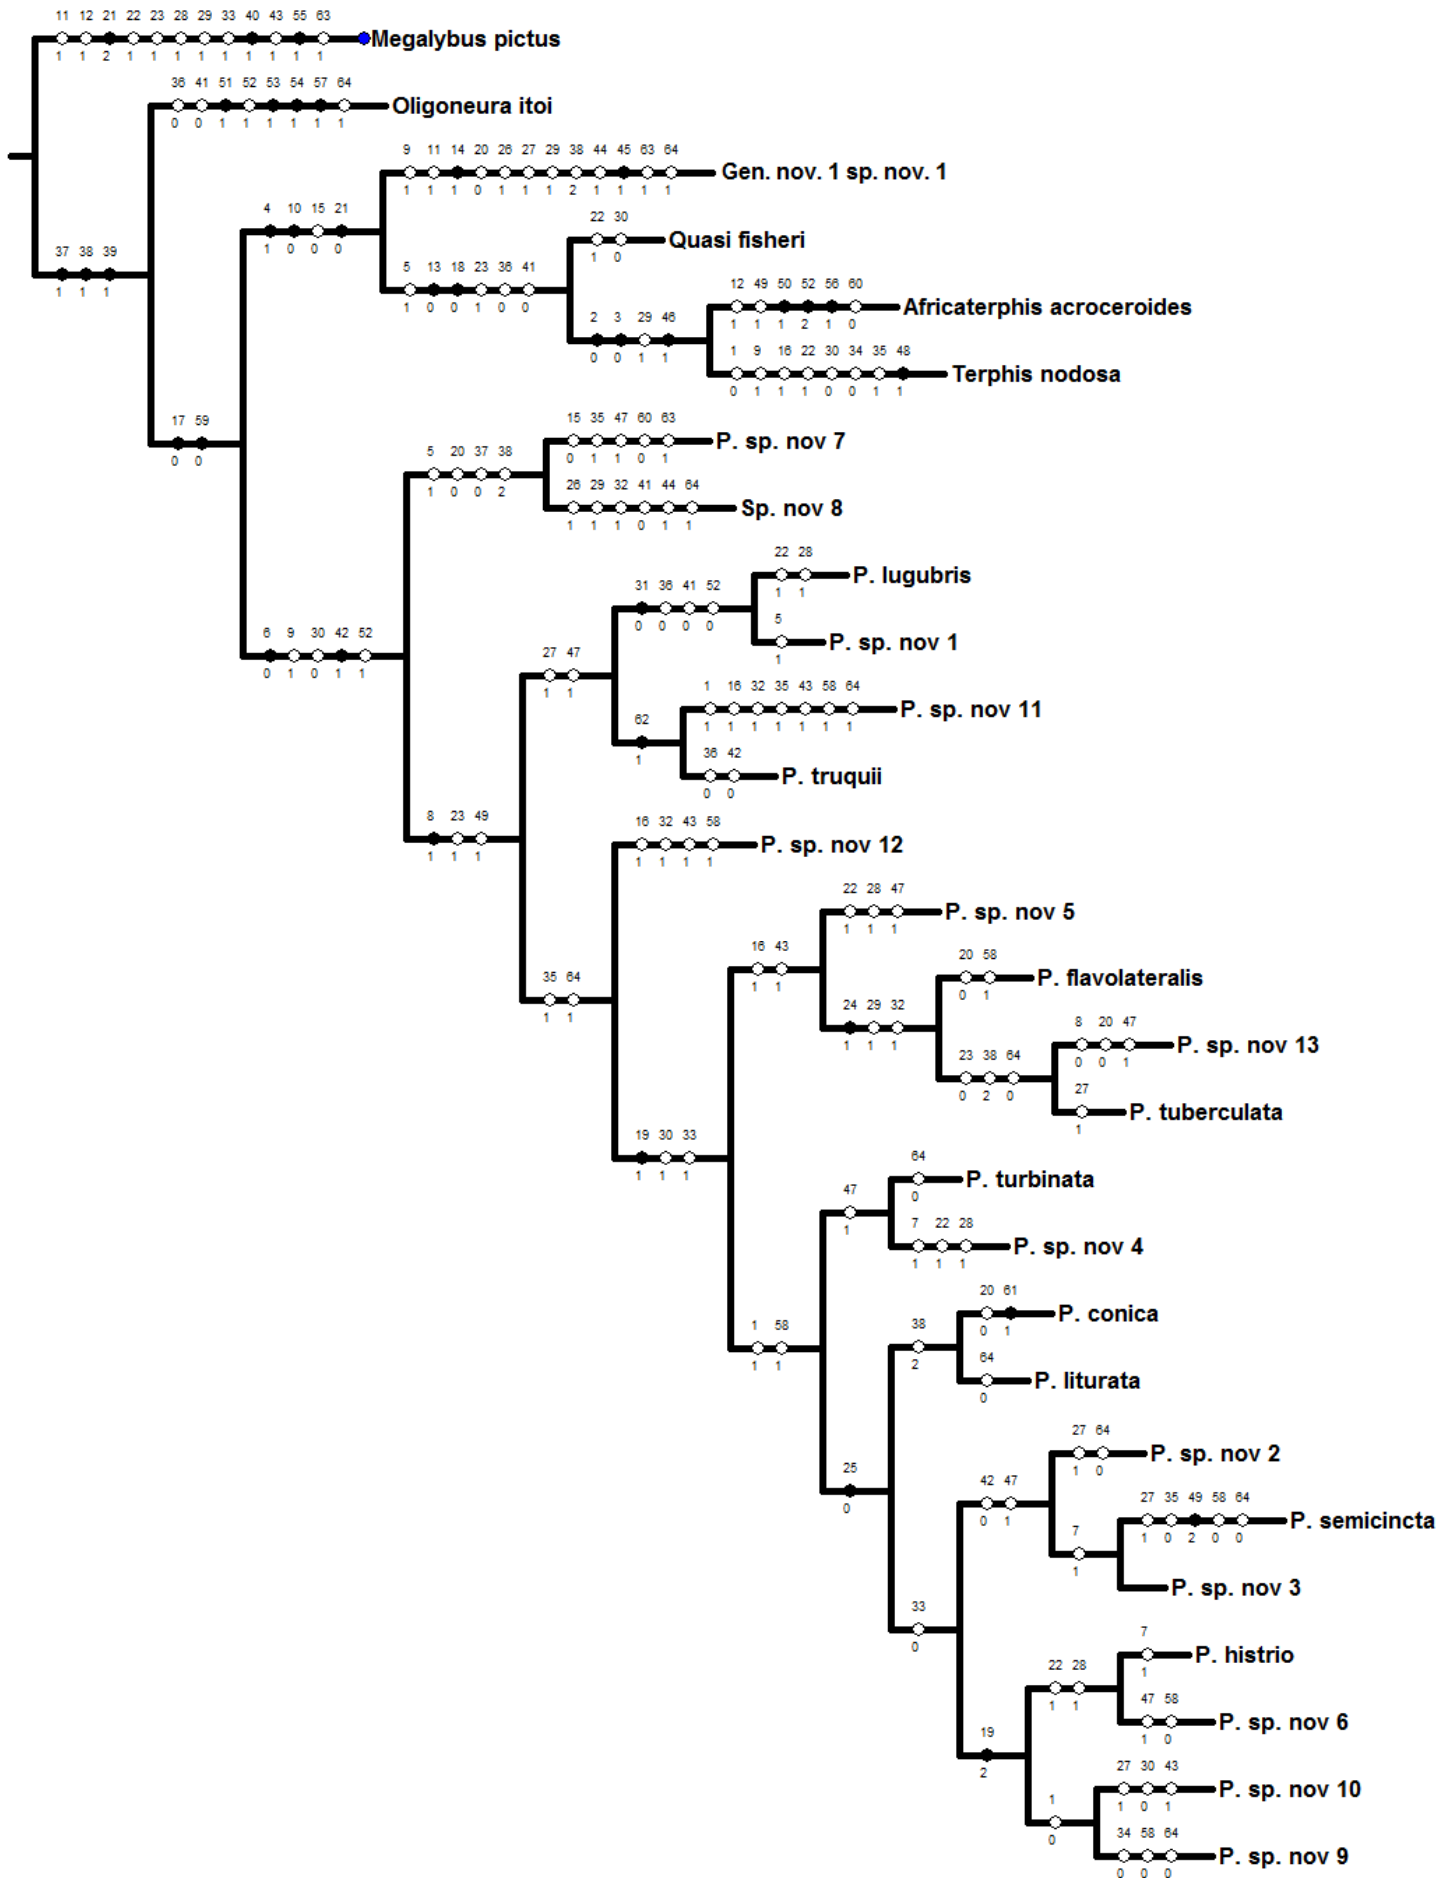 11 12 21 22 23 28 29 33 40 43 55 63
Megalybus pictus
1 1 2 1 1 1 1 1 1 1 1 1
36 41 51 52 53 54 57 64
Oligoneura itoi
0 0 1 1 1 1 1 1
9 11 14 20 26 27 29 38 44 45 63 64
Gen. nov. 1 sp. nov. 1
1 1 1 0 1 1 1 2 1 1 1 1
4 10 15 21
1 0 0 0
22 30
Quasi fisheri
1 0
37 38 39
1 1 1
5 13 18 23 36 41
1 0 0 1 0 0
12 49 50 52 56 60
Africaterphis acroceroides
1 1 1 2 1 0
2 3 29 46
0 0 1 1
1 9 16 22 30 34 35 48
Terphis nodosa
0 1 1 1 0 0 1 1
17 59
0 0
15 35 47 60 63
P. sp. nov 7
0 1 1 0 1
5 20 37 38
1 0 0 2
26 29 32 41 44 64
Sp. nov 8
1 1 1 0 1 1
22 28
P. lugubris
1 1
31 36 41 52
0 0 0 0
5
P. sp. nov 1
1
6 9 30 42 52
0 1 0 1 1
27 47
1 1
1 16 32 35 43 58 64
P. sp. nov 11
1 1 1 1 1 1 1
62
1
36 42
P. truquii
0 0
8 23 49
1 1 1
16 32 43 58
P. sp. nov 12
1 1 1 1
22 28 47
P. sp. nov 5
1 1 1
16 43
1 1
20 58
P. flavolateralis
0 1
35 64
1 1
24 29 32
1 1 1
8 20 47
P. sp. nov 13
0 0 1
23 38 64
0 2 0
27
P. tuberculata
1
19 30 33
1 1 1
64
P. turbinata
0
47
1
7 22 28
P. sp. nov 4
1 1 1
20 61
P. conica
0 1
1 58
1 1
38
2
64
P. liturata
0
27 64
P. sp. nov 2
1 0
25
0
42 47
0 1
27 35 49 58 64
P. semicincta
1 0 2 0 0
7
1
P. sp. nov 3
33
0
7
P. histrio
1
22 28
1 1
47 58
P. sp. nov 6
1 0
19
2
27 30 43
P. sp. nov 10
1 0 1
1
0
34 58 64
P. sp. nov 9
0 0 0